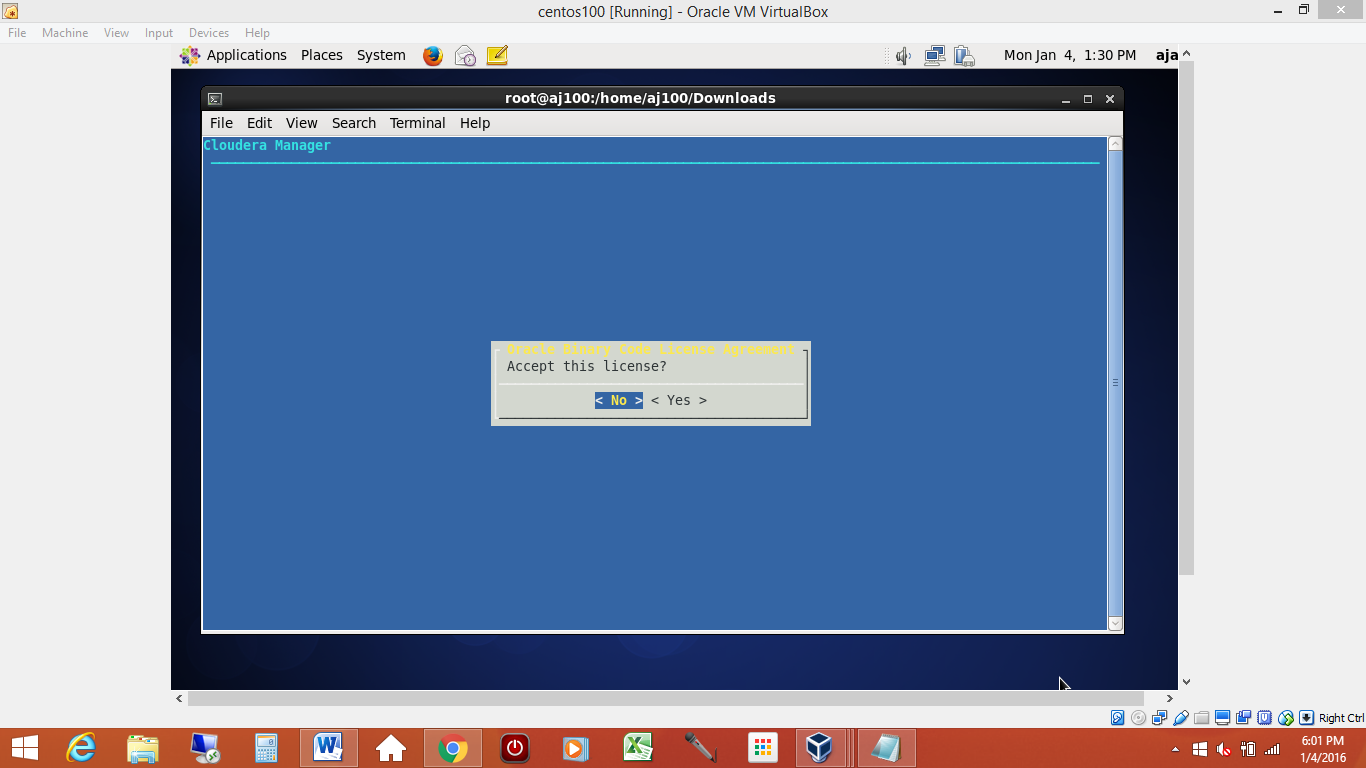 centos100 [Running] - Oracle VM VirtualBox
File Machine View Input Devices Help
Applications Places System Mon Jan 4, 1:30 PM aja
root@aj100:/home/aj100/Downloads
File Edit View Search Terminal Help
Cloudera Manager
Oracle Binary Code License Agreement
Accept this license?
< No > < Yes >
Right Ctrl
6:01 PM
1/4/2016